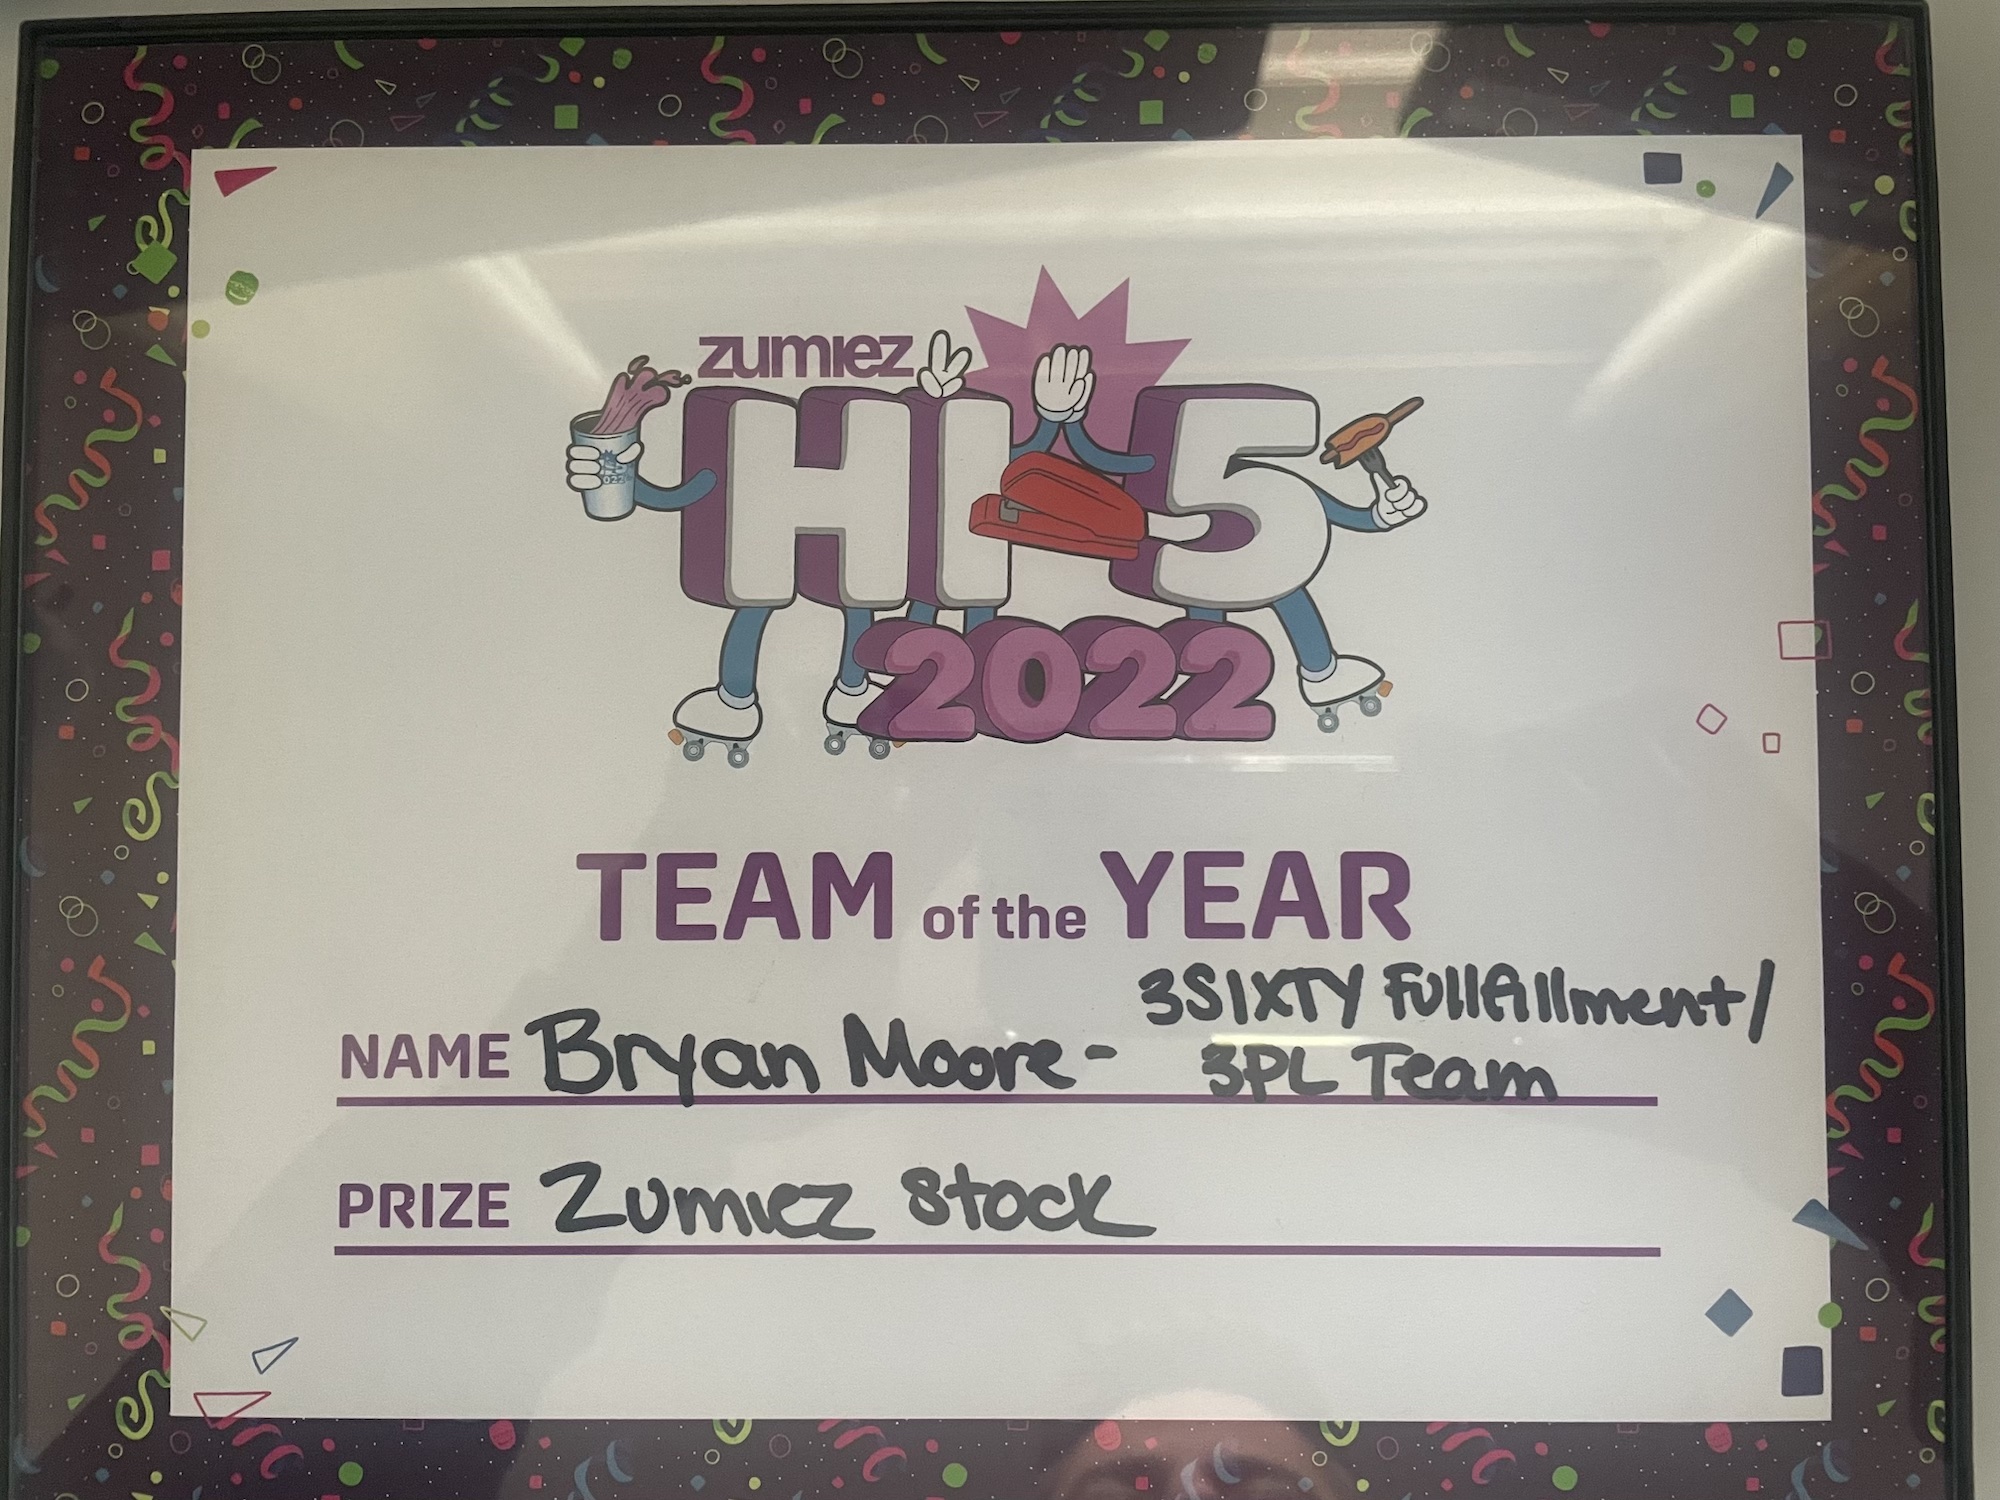 zumiez
HI 5
2022
TEAM of the YEAR
3SIXTY Fullfillment/
NAME Bryan Moore - 3PL Team
PRIZE Zumiez Stock